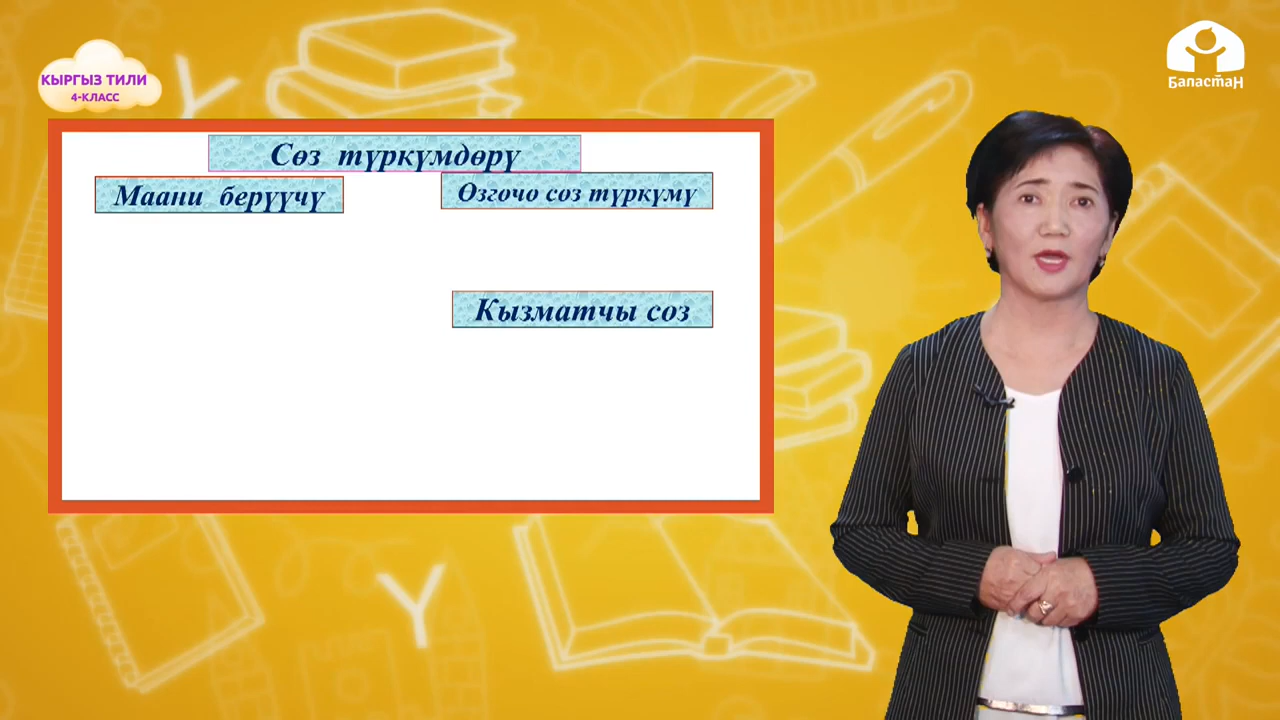 КЫРГЫЗ ТИЛИ
4-КЛАСС
Баластан
Сөз түркүмдөрү
Маани берүүчү
Өзгөчө сөз түркүмү
Кызматчы сөз